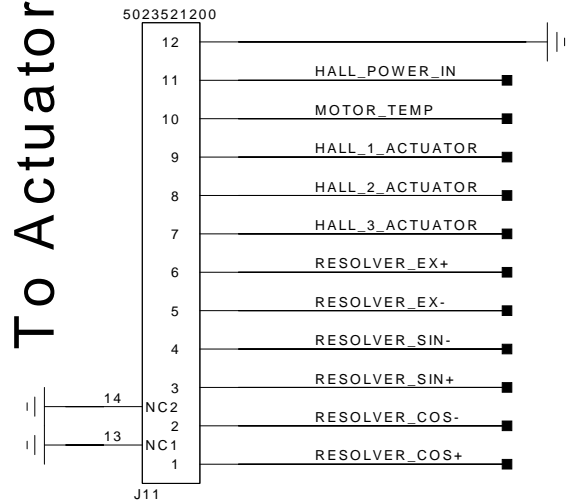 To Actuator
5023521200
12
11 HALL_POWER_IN
10 MOTOR_TEMP
9 HALL_1_ACTUATOR
8 HALL_2_ACTUATOR
7 HALL_3_ACTUATOR
6 RESOLVER_EX+
5 RESOLVER_EX-
4 RESOLVER_SIN-
3 RESOLVER_SIN+
14 NC2
2 RESOLVER_COS-
13 NC1
1 RESOLVER_COS+
J11